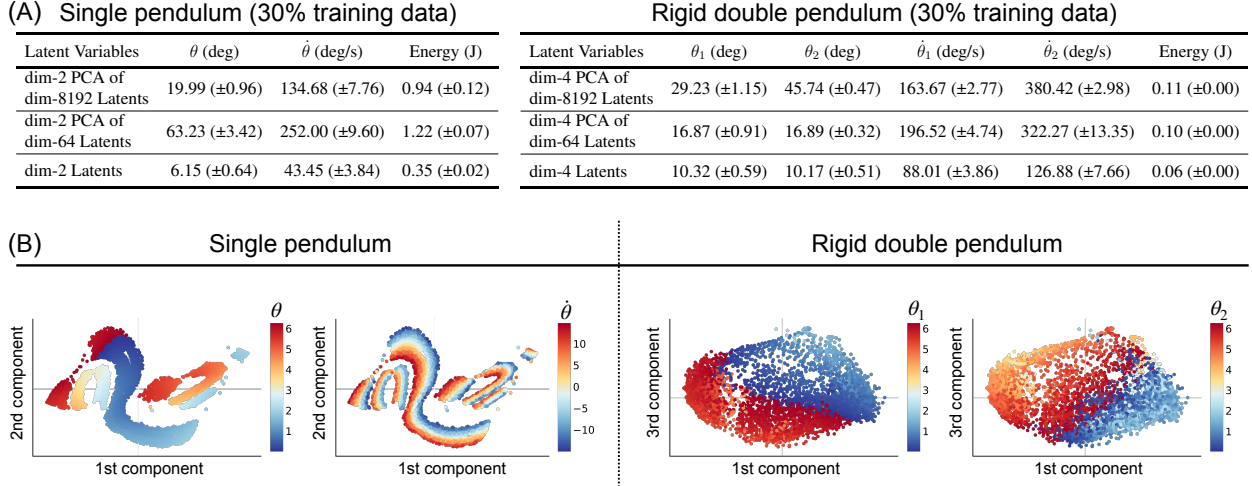 (A) Single pendulum (30% training data)
Latent Variables θ (deg) θ̇ (deg/s) Energy (J)
dim-2 PCA of
dim-8192 Latents 19.99 (±0.96) 134.68 (±7.76) 0.94 (±0.12)
dim-2 PCA of
dim-64 Latents 63.23 (±3.42) 252.00 (±9.60) 1.22 (±0.07)
dim-2 Latents 6.15 (±0.64) 43.45 (±3.84) 0.35 (±0.02)
Rigid double pendulum (30% training data)
Latent Variables θ₁ (deg) θ₂ (deg) θ̇₁ (deg/s) θ̇₂ (deg/s) Energy (J)
dim-4 PCA of
dim-8192 Latents 29.23 (±1.15) 45.74 (±0.47) 163.67 (±2.77) 380.42 (±2.98) 0.11 (±0.00)
dim-4 PCA of
dim-64 Latents 16.87 (±0.91) 16.89 (±0.32) 196.52 (±4.74) 322.27 (±13.35) 0.10 (±0.00)
dim-4 Latents 10.32 (±0.59) 10.17 (±0.51) 88.01 (±3.86) 126.88 (±7.66) 0.06 (±0.00)
(B) Single pendulum
2nd component
1st component
θ
6
5
4
3
2
1
2nd component
1st component
θ̇
10
5
0
−5
−10
Rigid double pendulum
3rd component
1st component
θ₁
6
5
4
3
2
1
3rd component
1st component
θ₂
6
5
4
3
2
1